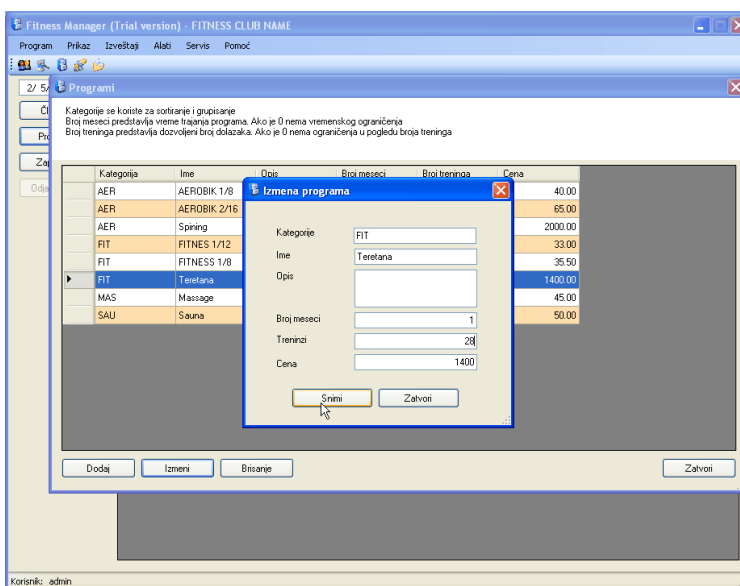 Fitness Manager (Trial version) - FITNESS CLUB NAME
Program Prikaz Izveštaji Alati Servis Pomoć
2/ 5/
Programi
Kategorije se koriste za sortiranje i grupisanje
Broj meseci predstavlja vreme trajanja programa. Ako je 0 nema vremenskog ograničenja
Broj treninga predstavlja dozvoljeni broj dolazaka. Ako je 0 nema ograničenja u pogledu broja treninga
Kategorija Ime Opis Broj meseci Broj treninga Cena
AER AEROBIK 1/8 40.00
AER AEROBIK 2/16 65.00
AER Spining 2000.00
FIT FITNES 1/12 33.00
FIT FITNESS 1/8 35.50
FIT Teretana 1400.00
MAS Massage 45.00
SAU Sauna 50.00
Izmena programa
Kategorije FIT
Ime Teretana
Opis
Broj meseci 1
Treninzi 28
Cena 1400
Snimi Zatvori
Dodaj Izmeni Brisanje Zatvori
Korisnik: admin